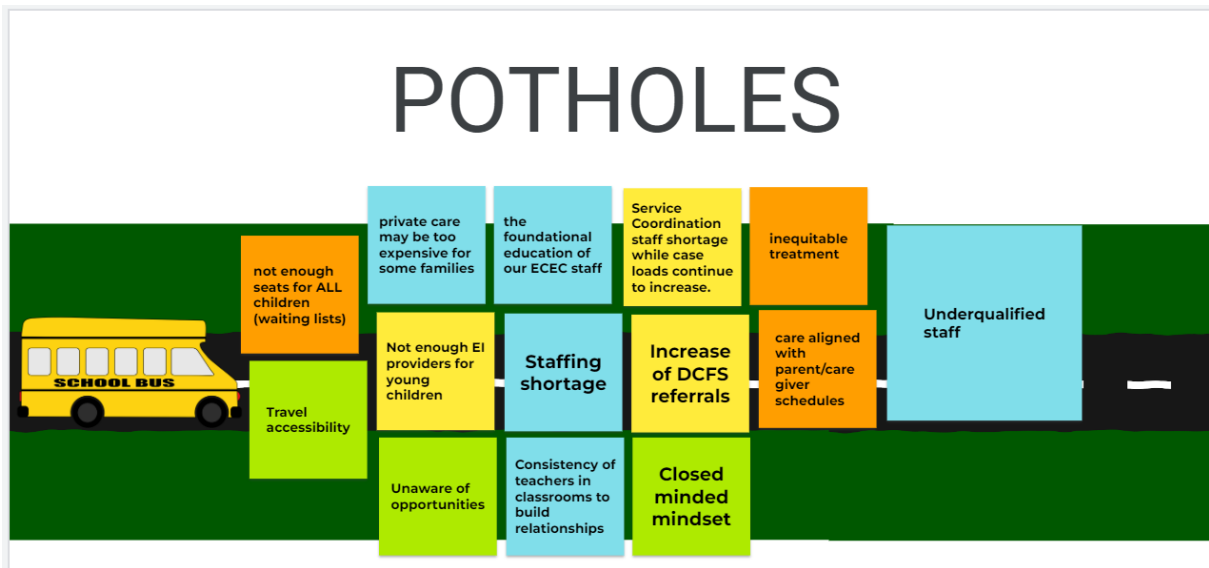 POTHOLES
private care
may be too
expensive for
some families
the
foundational
education of
our ECEC staff
Service
Coordination
staff shortage
while case
loads continue
to increase.
inequitable
treatment
not enough
seats for ALL
children
(waiting lists)
Underqualified
staff
Not enough EI
providers for
young
children
Staffing
shortage
Increase
of DCFS
referrals
care aligned
with
parent/care
giver
schedules
SCHOOL BUS
Travel
accessibility
Unaware of
opportunities
Consistency of
teachers in
classrooms to
build
relationships
Closed
minded
mindset